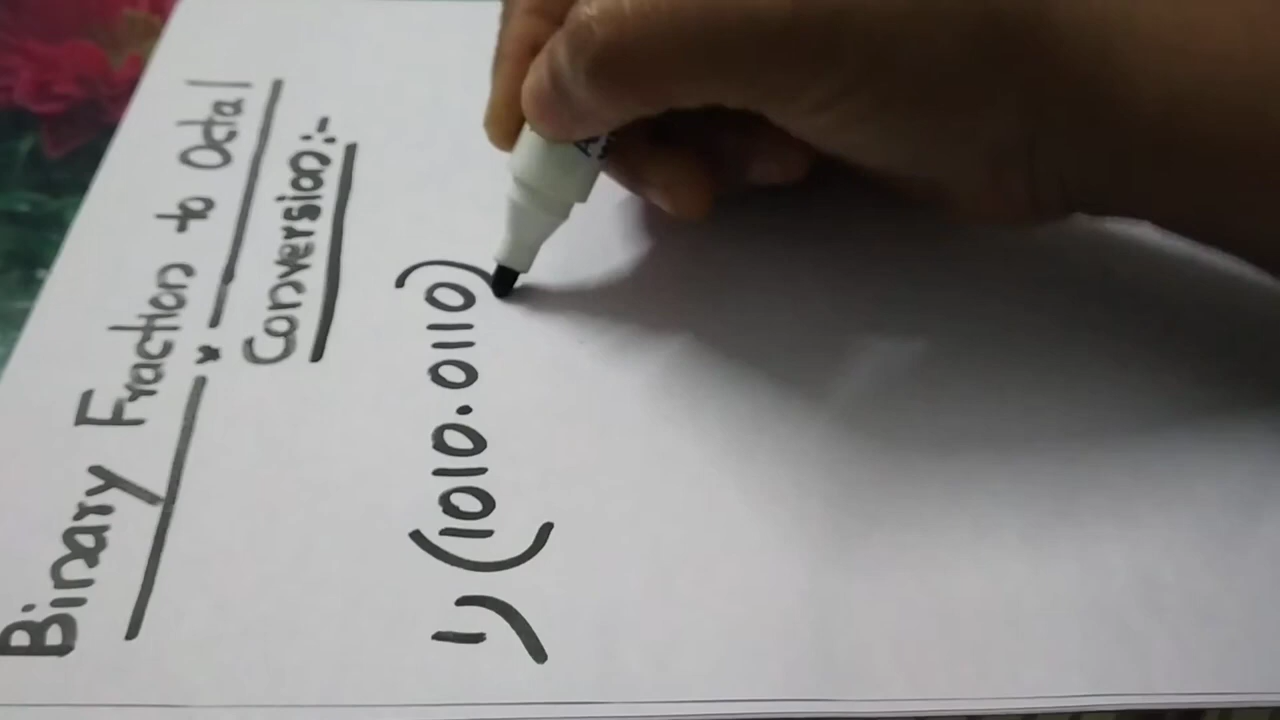 Binary Fraction to Octal
Conversion:-
1) (1010.0110)